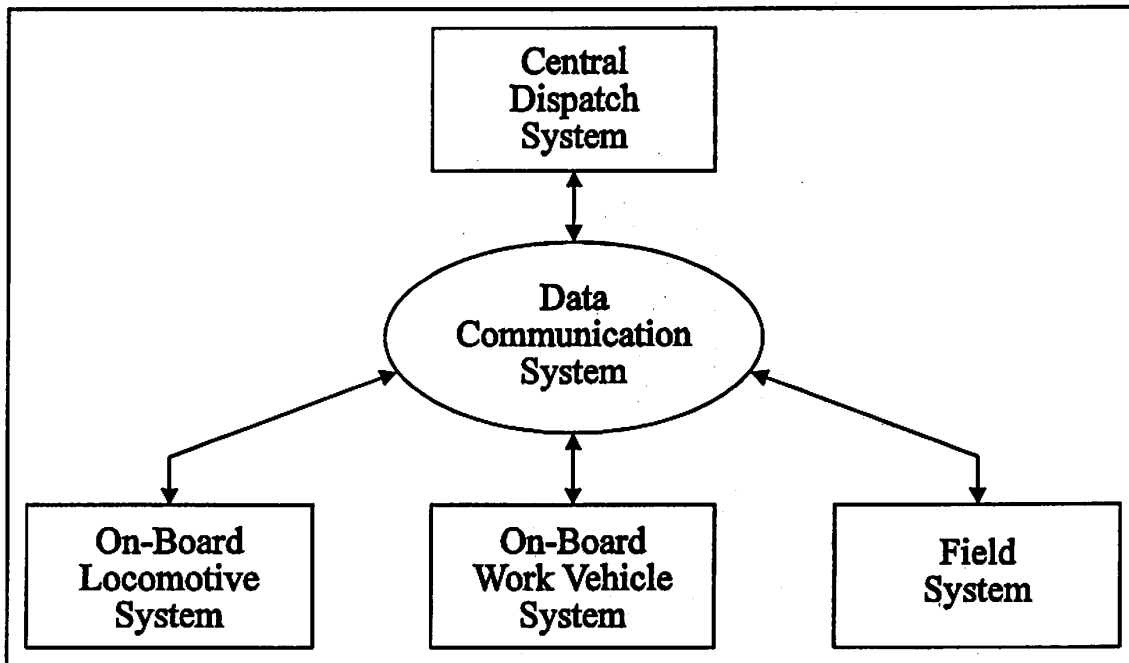 Central
Dispatch
System
Data
Communication
System
On-Board
Locomotive
System
On-Board
Work Vehicle
System
Field
System